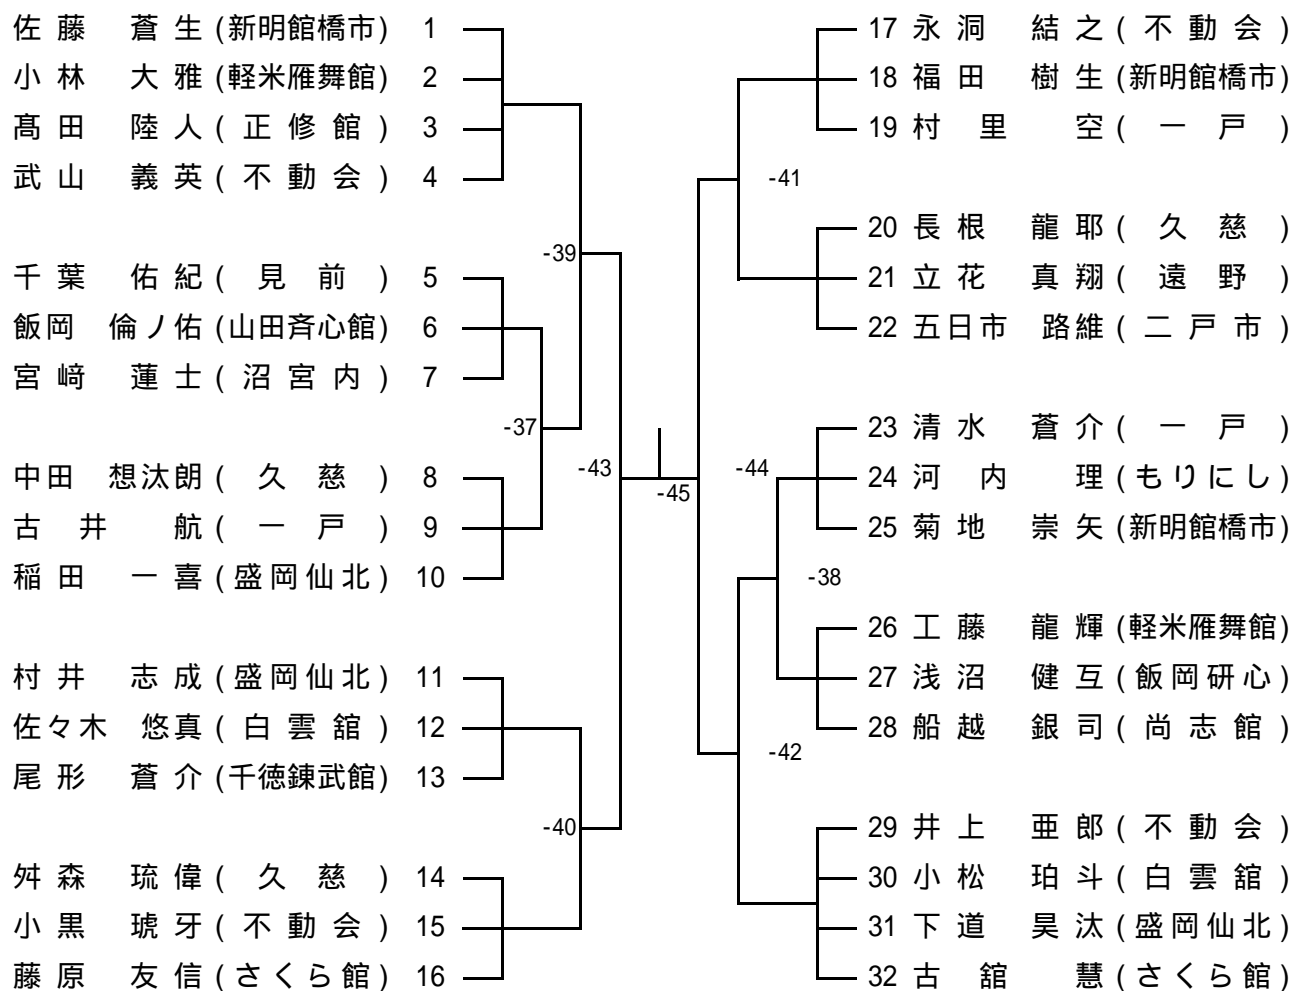 佐藤 蒼生 (新明館橋市) 1
小林 大雅 (軽米雁舞館) 2
髙田 陸人 (正修館) 3
武山 義英 (不動会) 4
千葉 佑紀 (見前) 5
飯岡 倫ノ佑 (山田斉心館) 6
宮﨑 蓮士 (沼宮内) 7
中田 想汰朗 (久慈) 8
古井 航 (一戸) 9
稲田 一喜 (盛岡仙北) 10
村井 志成 (盛岡仙北) 11
佐々木 悠真 (白雲舘) 12
尾形 蒼介 (千徳錬武館) 13
舛森 琉偉 (久慈) 14
小黒 琥牙 (不動会) 15
藤原 友信 (さくら館) 16
-39
-37
-43
-40
-45
-41
-44
-38
-42
17 永洞 結之 (不動会)
18 福田 樹生 (新明館橋市)
19 村里 空 (一戸)
20 長根 龍耶 (久慈)
21 立花 真翔 (遠野)
22 五日市 路維 (二戸市)
23 清水 蒼介 (一戸)
24 河内 理 (もりにし)
25 菊地 崇矢 (新明館橋市)
26 工藤 龍輝 (軽米雁舞館)
27 浅沼 健互 (飯岡研心)
28 船越 銀司 (尚志館)
29 井上 亜郎 (不動会)
30 小松 珀斗 (白雲舘)
31 下道 昊汰 (盛岡仙北)
32 古舘 慧 (さくら館)